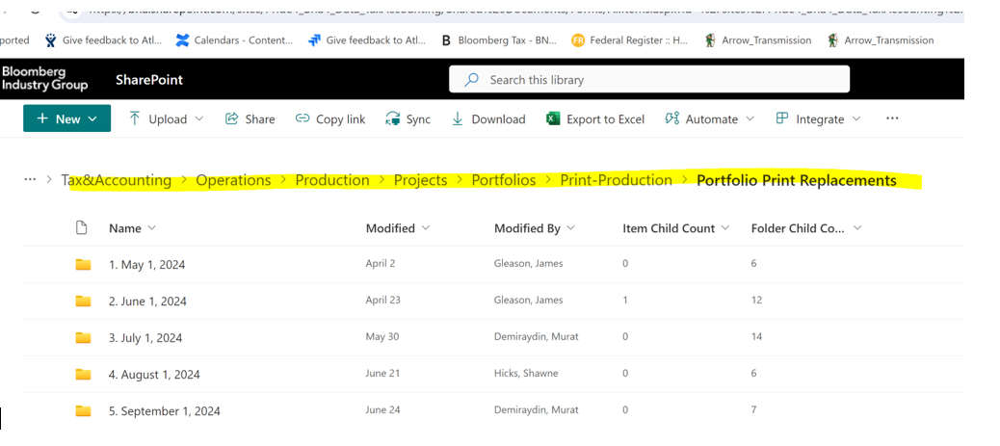 ported Give feedback to Atl... Calendars - Content... Give feedback to Atl... B Bloomberg Tax - BN... FR Federal Register :: H... Arrow_Transmission Arrow_Transmission
Bloomberg
Industry Group SharePoint Search this library
+ New Upload Share Copy link Sync Download Export to Excel Automate Integrate ...
... > Tax&Accounting > Operations > Production > Projects > Portfolios > Print-Production > Portfolio Print Replacements
Name Modified Modified By Item Child Count Folder Child Co...
1. May 1, 2024 April 2 Gleason, James 0 6
2. June 1, 2024 April 23 Gleason, James 1 12
3. July 1, 2024 May 30 Demiraydin, Murat 0 14
4. August 1, 2024 June 21 Hicks, Shawne 0 6
5. September 1, 2024 June 24 Demiraydin, Murat 0 7